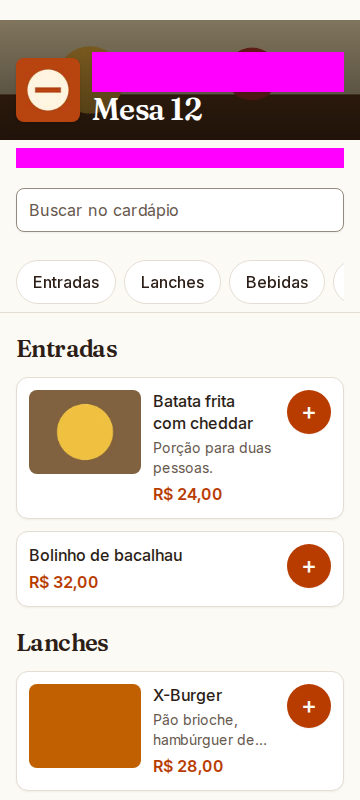 Mesa 12
Buscar no cardápio
Entradas
Lanches
Bebidas
Entradas
Batata frita
com cheddar
Porção para duas
pessoas.
R$ 24,00
+
Bolinho de bacalhau
R$ 32,00
+
Lanches
X-Burger
Pão brioche,
hambúrguer de...
R$ 28,00
+